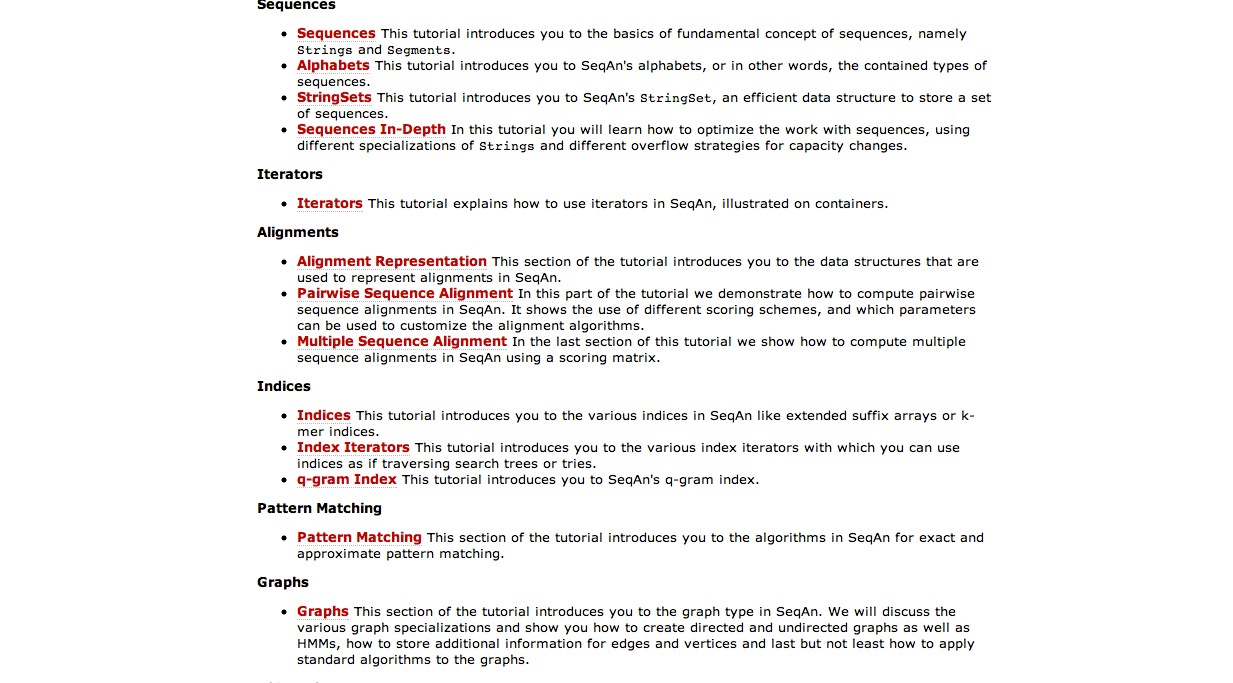 Sequences
• Sequences This tutorial introduces you to the basics of fundamental concept of sequences, namely
Strings and Segments.
• Alphabets This tutorial introduces you to SeqAn's alphabets, or in other words, the contained types of
sequences.
• StringSets This tutorial introduces you to SeqAn's StringSet, an efficient data structure to store a set
of sequences.
• Sequences In-Depth In this tutorial you will learn how to optimize the work with sequences, using
different specializations of Strings and different overflow strategies for capacity changes.
Iterators
• Iterators This tutorial explains how to use iterators in SeqAn, illustrated on containers.
Alignments
• Alignment Representation This section of the tutorial introduces you to the data structures that are
used to represent alignments in SeqAn.
• Pairwise Sequence Alignment In this part of the tutorial we demonstrate how to compute pairwise
sequence alignments in SeqAn. It shows the use of different scoring schemes, and which parameters
can be used to customize the alignment algorithms.
• Multiple Sequence Alignment In the last section of this tutorial we show how to compute multiple
sequence alignments in SeqAn using a scoring matrix.
Indices
• Indices This tutorial introduces you to the various indices in SeqAn like extended suffix arrays or k-
mer indices.
• Index Iterators This tutorial introduces you to the various index iterators with which you can use
indices as if traversing search trees or tries.
• q-gram Index This tutorial introduces you to SeqAn's q-gram index.
Pattern Matching
• Pattern Matching This section of the tutorial introduces you to the algorithms in SeqAn for exact and
approximate pattern matching.
Graphs
• Graphs This section of the tutorial introduces you to the graph type in SeqAn. We will discuss the
various graph specializations and show you how to create directed and undirected graphs as well as
HMMs, how to store additional information for edges and vertices and last but not least how to apply
standard algorithms to the graphs.